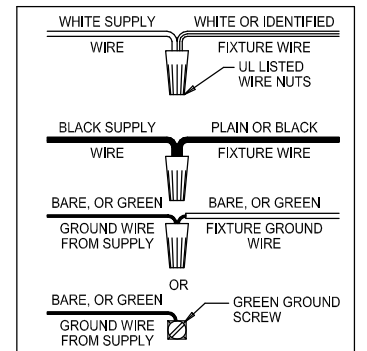 WHITE SUPPLY
WIRE
WHITE OR IDENTIFIED
FIXTURE WIRE
UL LISTED
WIRE NUTS
BLACK SUPPLY
WIRE
PLAIN OR BLACK
FIXTURE WIRE
BARE, OR GREEN
GROUND WIRE
FROM SUPPLY
BARE, OR GREEN
FIXTURE GROUND
WIRE
OR
BARE, OR GREEN
GROUND WIRE
FROM SUPPLY
GREEN GROUND
SCREW